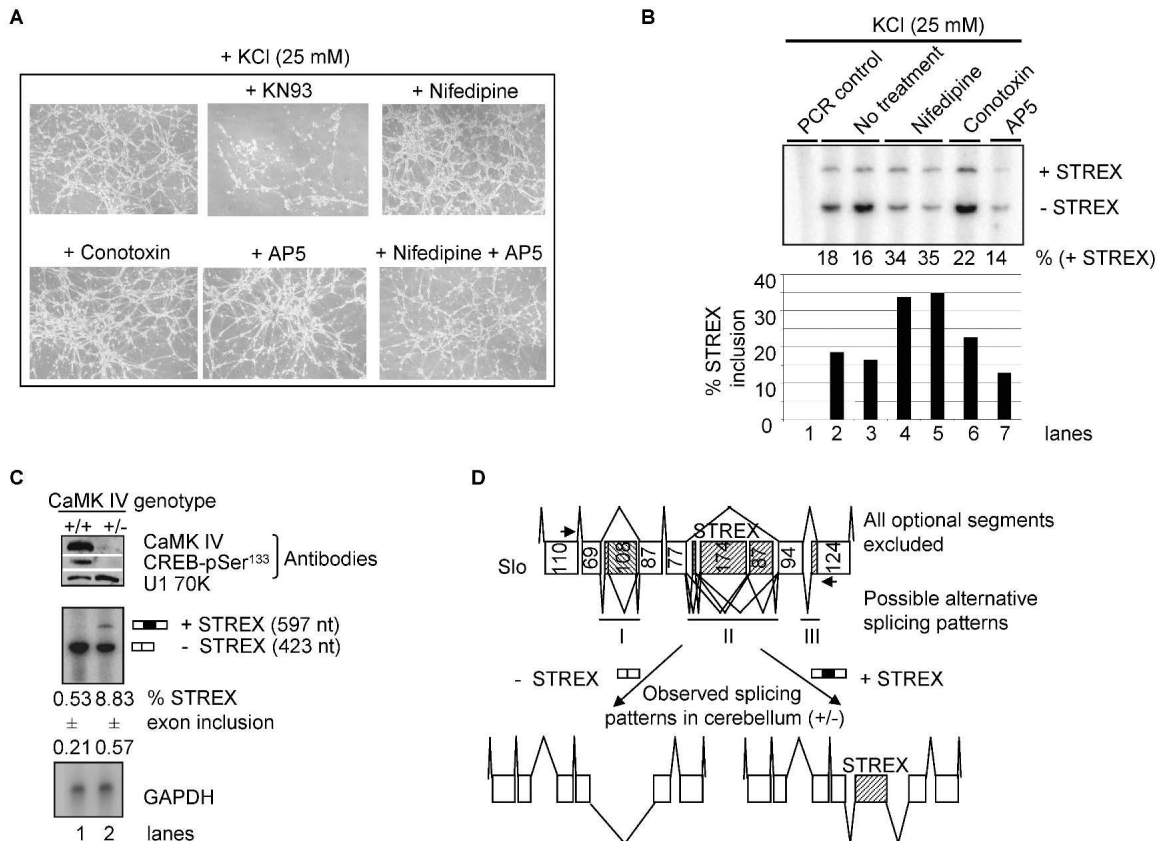 A
+ KCl (25 mM)
+ KN93
+ Nifedipine
+ Conotoxin
+ AP5
+ Nifedipine + AP5
B
KCl (25 mM)
PCR control
No treatment
Nifedipine
Conotoxin
AP5
+ STREX
- STREX
18 16 34 35 22 14 % (+ STREX)
% STREX
inclusion
40
20
10
0
1 2 3 4 5 6 7 lanes
C
CaMK IV genotype
+/+ +/-
CaMK IV
CREB-pSer133
U1 70K
Antibodies
+ STREX (597 nt)
- STREX (423 nt)
0.53 8.83 % STREX
± ± exon inclusion
0.21 0.57
GAPDH
1 2 lanes
D
STREX
All optional segments
excluded
Slo
110 69 108 87 77 174 87 94 124
Possible alternative
splicing patterns
I II III
- STREX
+ STREX
Observed splicing
patterns in cerebellum (+/-)
STREX